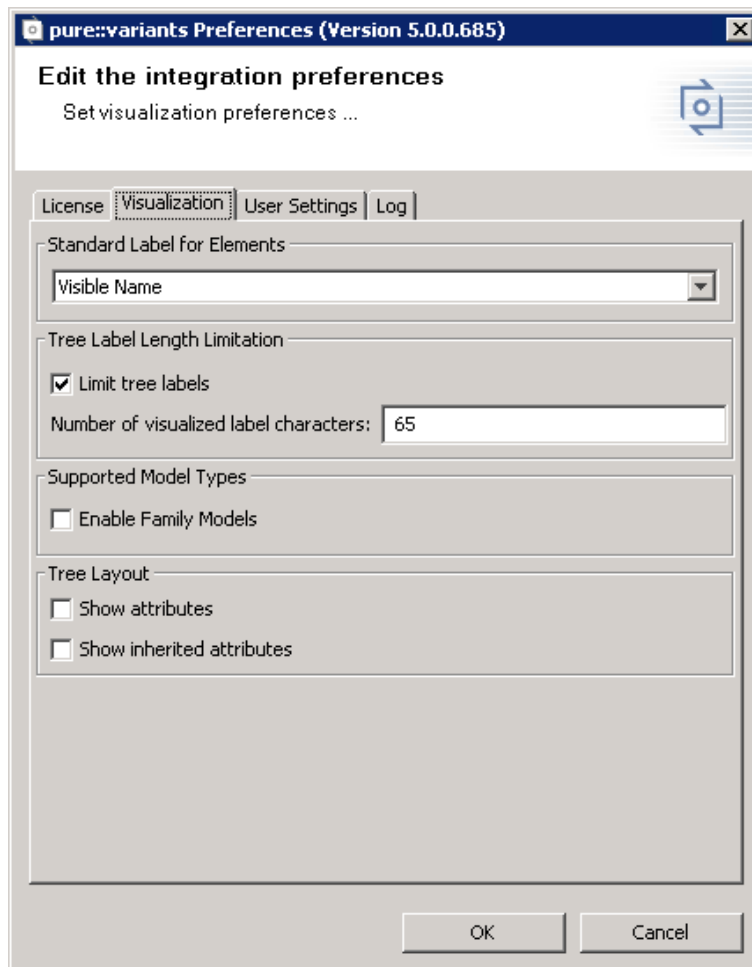 pure::variants Preferences (Version 5.0.0.685)
Edit the integration preferences
Set visualization preferences ...
License Visualization User Settings Log
Standard Label for Elements
Visible Name
Tree Label Length Limitation
Limit tree labels
Number of visualized label characters: 65
Supported Model Types
Enable Family Models
Tree Layout
Show attributes
Show inherited attributes
OK Cancel